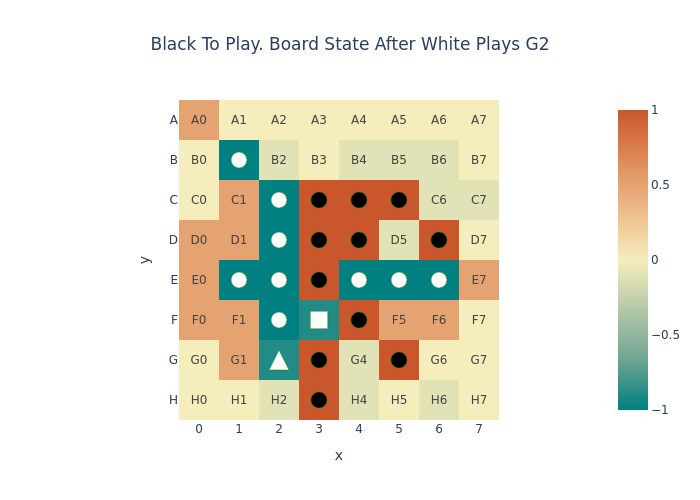 Black To Play. Board State After White Plays G2
A A0 A1 A2 A3 A4 A5 A6 A7
B B0 B2 B3 B4 B5 B6 B7
C C0 C1 C6 C7
D D0 D1 D5 D7
E E0 E7
F F0 F1 F5 F6 F7
G G0 G1 G4 G6 G7
H H0 H1 H2 H4 H5 H6 H7
0 1 2 3 4 5 6 7
x
y
1
0.5
0
−0.5
−1